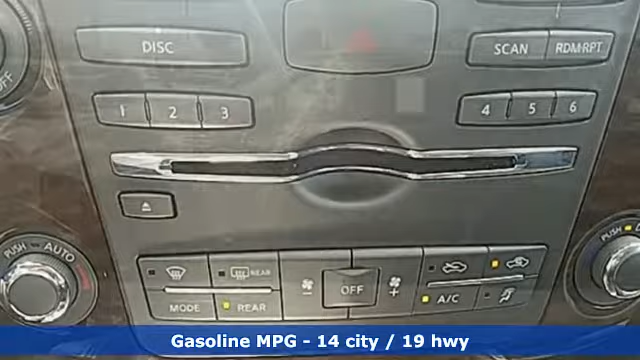 DISC
SCAN RDM·RPT
OFF
1 2 3
4 5 6
PUSH AUTO
PUSH
REAR
MODE REAR
− OFF +
A/C
Gasoline MPG - 14 city / 19 hwy